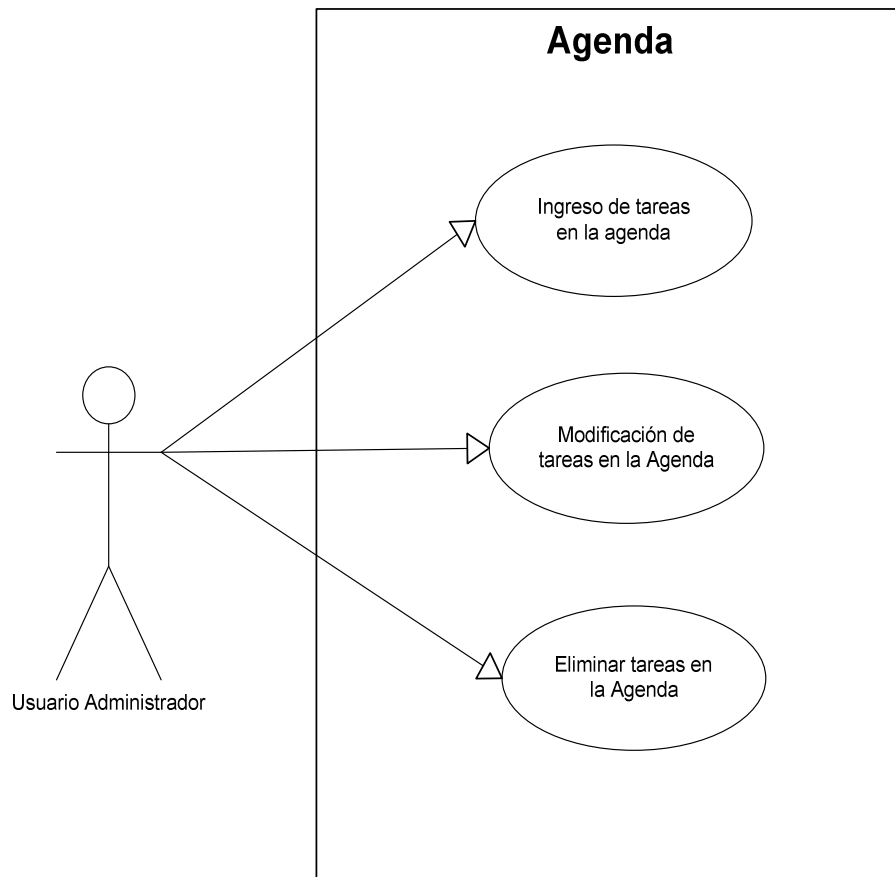 Agenda
Ingreso de tareas
en la agenda
Modificación de
tareas en la Agenda
Eliminar tareas en
la Agenda
Usuario Administrador